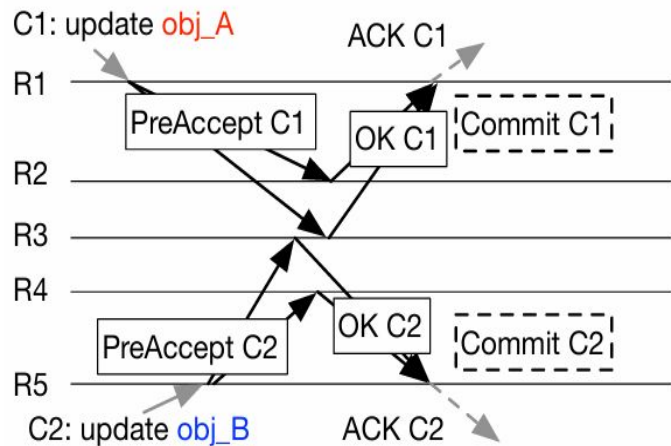 C1: update obj_A
ACK C1
R1
PreAccept C1
OK C1
Commit C1
R2
R3
R4
PreAccept C2
OK C2
Commit C2
R5
C2: update obj_B
ACK C2